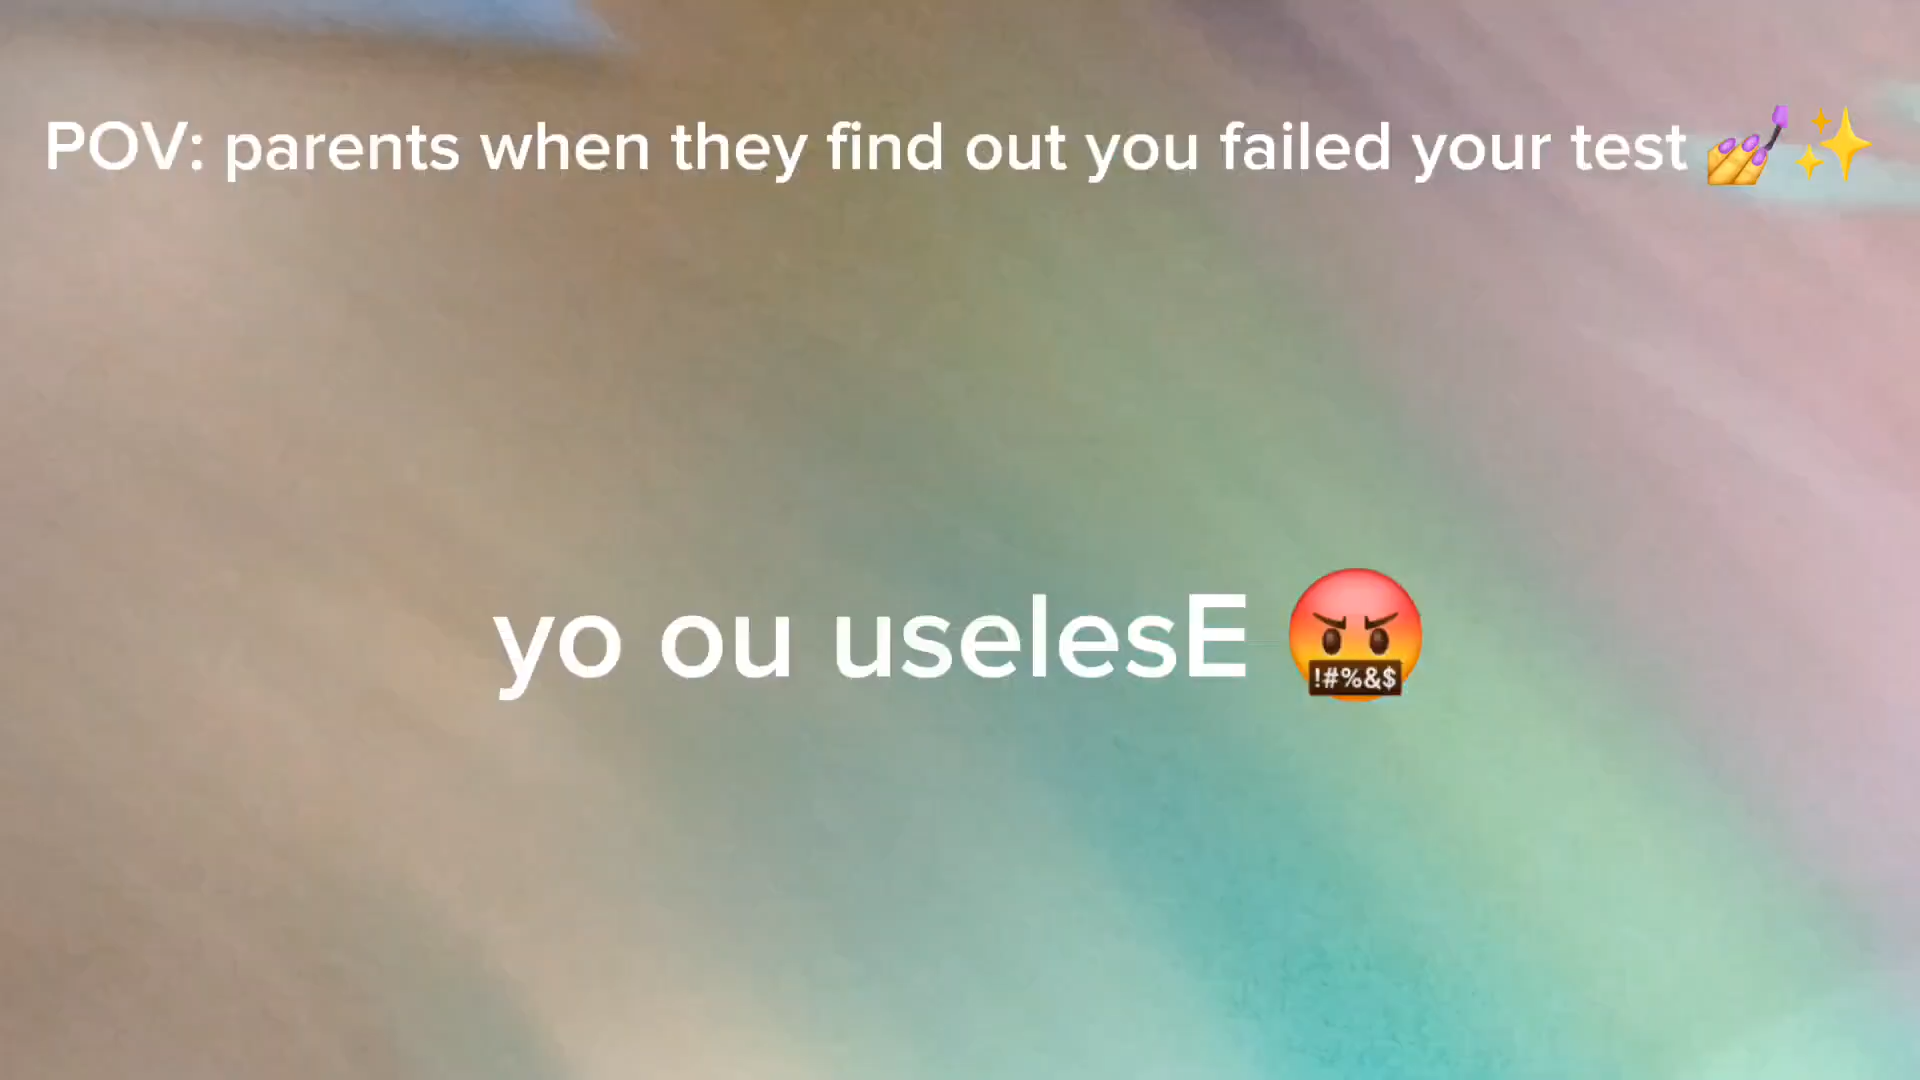 POV: parents when they find out you failed your test 💅✨
yo ou uselesE 🤬
!#%&$